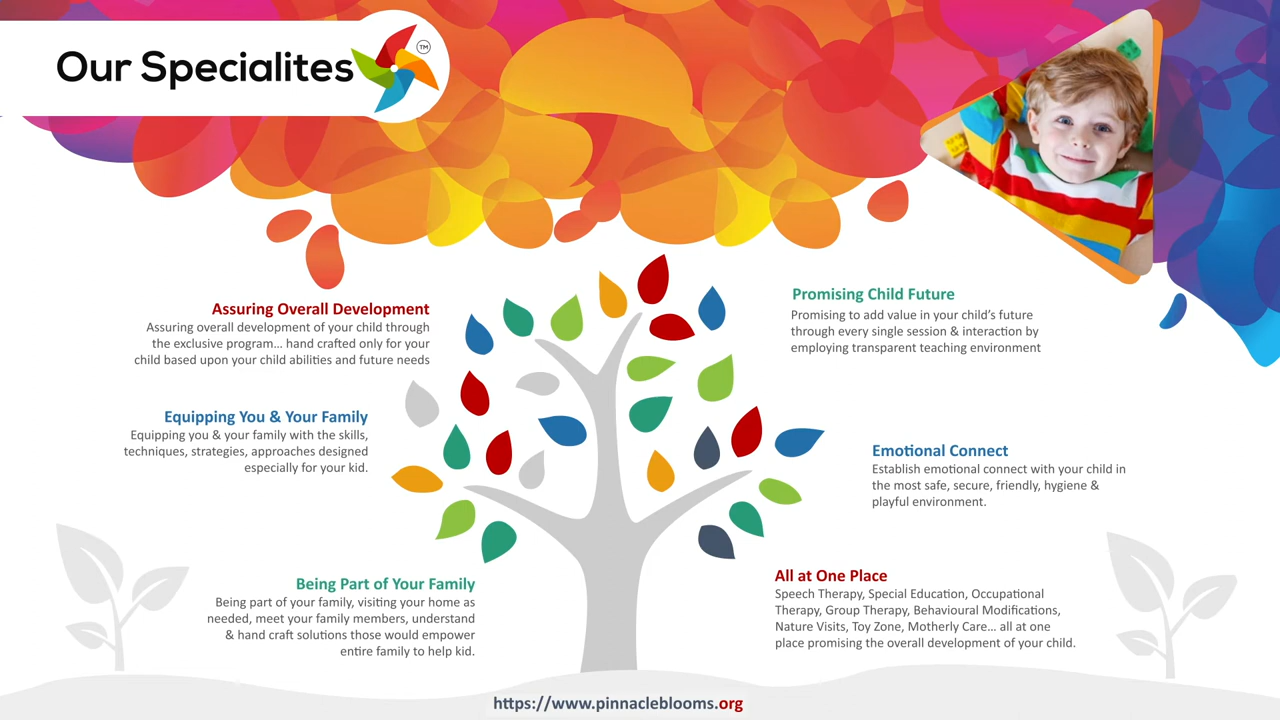 Our Specialites
TM
Assuring Overall Development
Assuring overall development of your child through
the exclusive program... hand crafted only for your
child based upon your child abilities and future needs
Equipping You & Your Family
Equipping you & your family with the skills,
techniques, strategies, approaches designed
especially for your kid.
Being Part of Your Family
Being part of your family, visiting your home as
needed, meet your family members, understand
& hand craft solutions those would empower
entire family to help kid.
Promising Child Future
Promising to add value in your child's future
through every single session & interaction by
employing transparent teaching environment
Emotional Connect
Establish emotional connect with your child in
the most safe, secure, friendly, hygiene &
playful environment.
All at One Place
Speech Therapy, Special Education, Occupational
Therapy, Group Therapy, Behavioural Modifications,
Nature Visits, Toy Zone, Motherly Care... all at one
place promising the overall development of your child.
https://www.pinnacleblooms.org